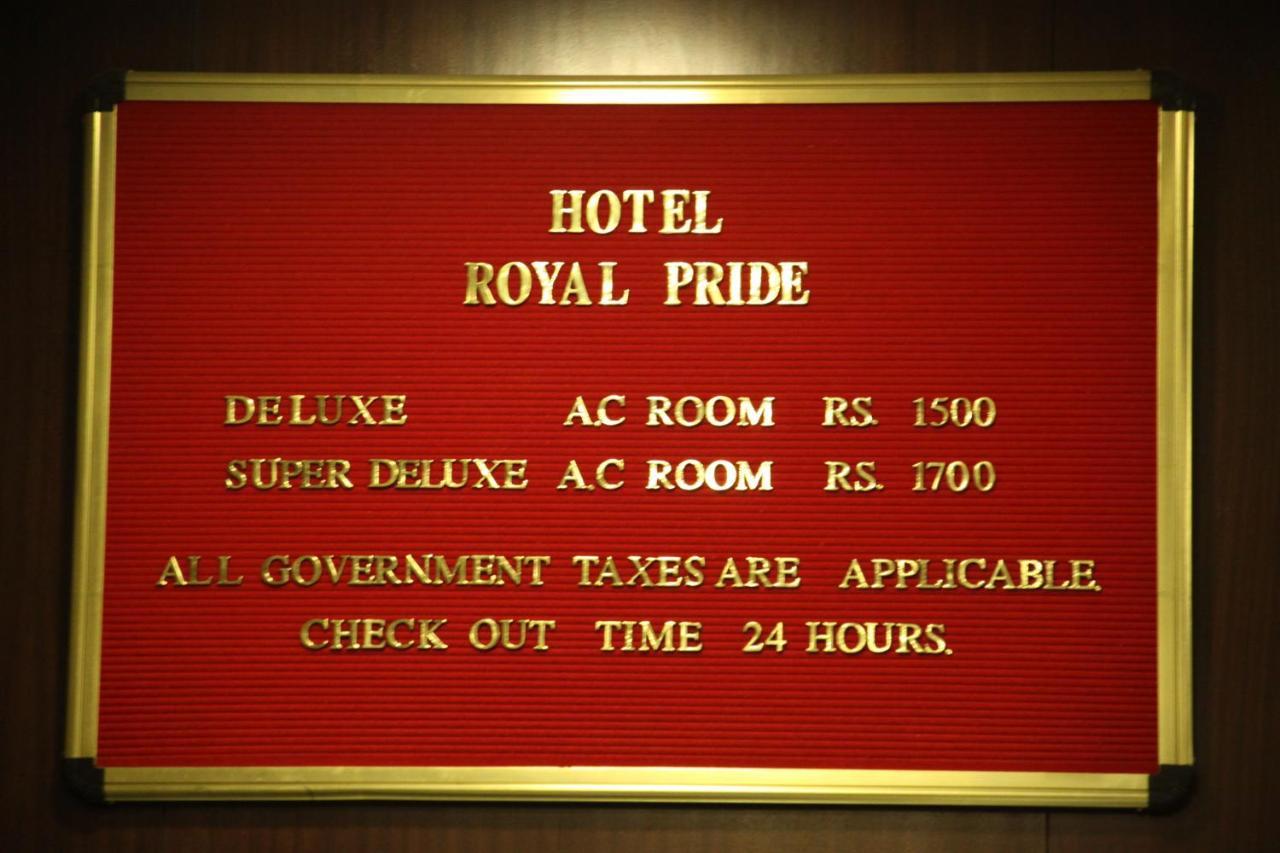 HOTEL
ROYAL PRIDE
DELUXE A.C ROOM RS. 1500
SUPER DELUXE A.C ROOM RS. 1700
ALL GOVERNMENT TAXES ARE APPLICABLE.
CHECK OUT TIME 24 HOURS.